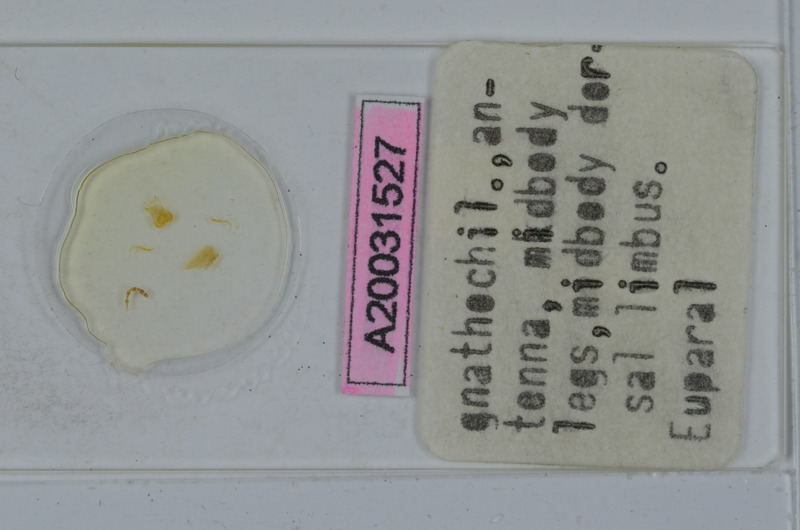 A20031527
gnathochil., an-
tenna, midbody
legs, midbody dor-
sal limbus.
Euparal